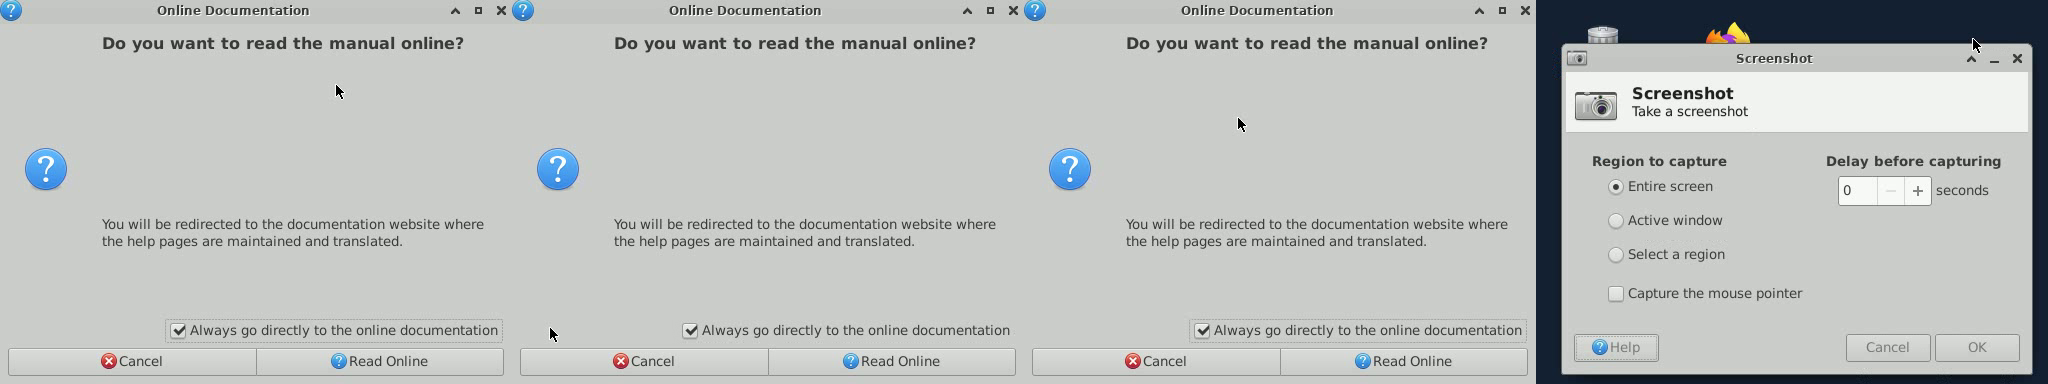 Online Documentation
Do you want to read the manual online?
You will be redirected to the documentation website where
the help pages are maintained and translated.
Always go directly to the online documentation
Cancel
Read Online
Online Documentation
Do you want to read the manual online?
You will be redirected to the documentation website where
the help pages are maintained and translated.
Always go directly to the online documentation
Cancel
Read Online
Online Documentation
Do you want to read the manual online?
You will be redirected to the documentation website where
the help pages are maintained and translated.
Always go directly to the online documentation
Cancel
Read Online
Screenshot
Screenshot
Take a screenshot
Region to capture
Entire screen
Active window
Select a region
Capture the mouse pointer
Delay before capturing
0 seconds
Help
Cancel
OK